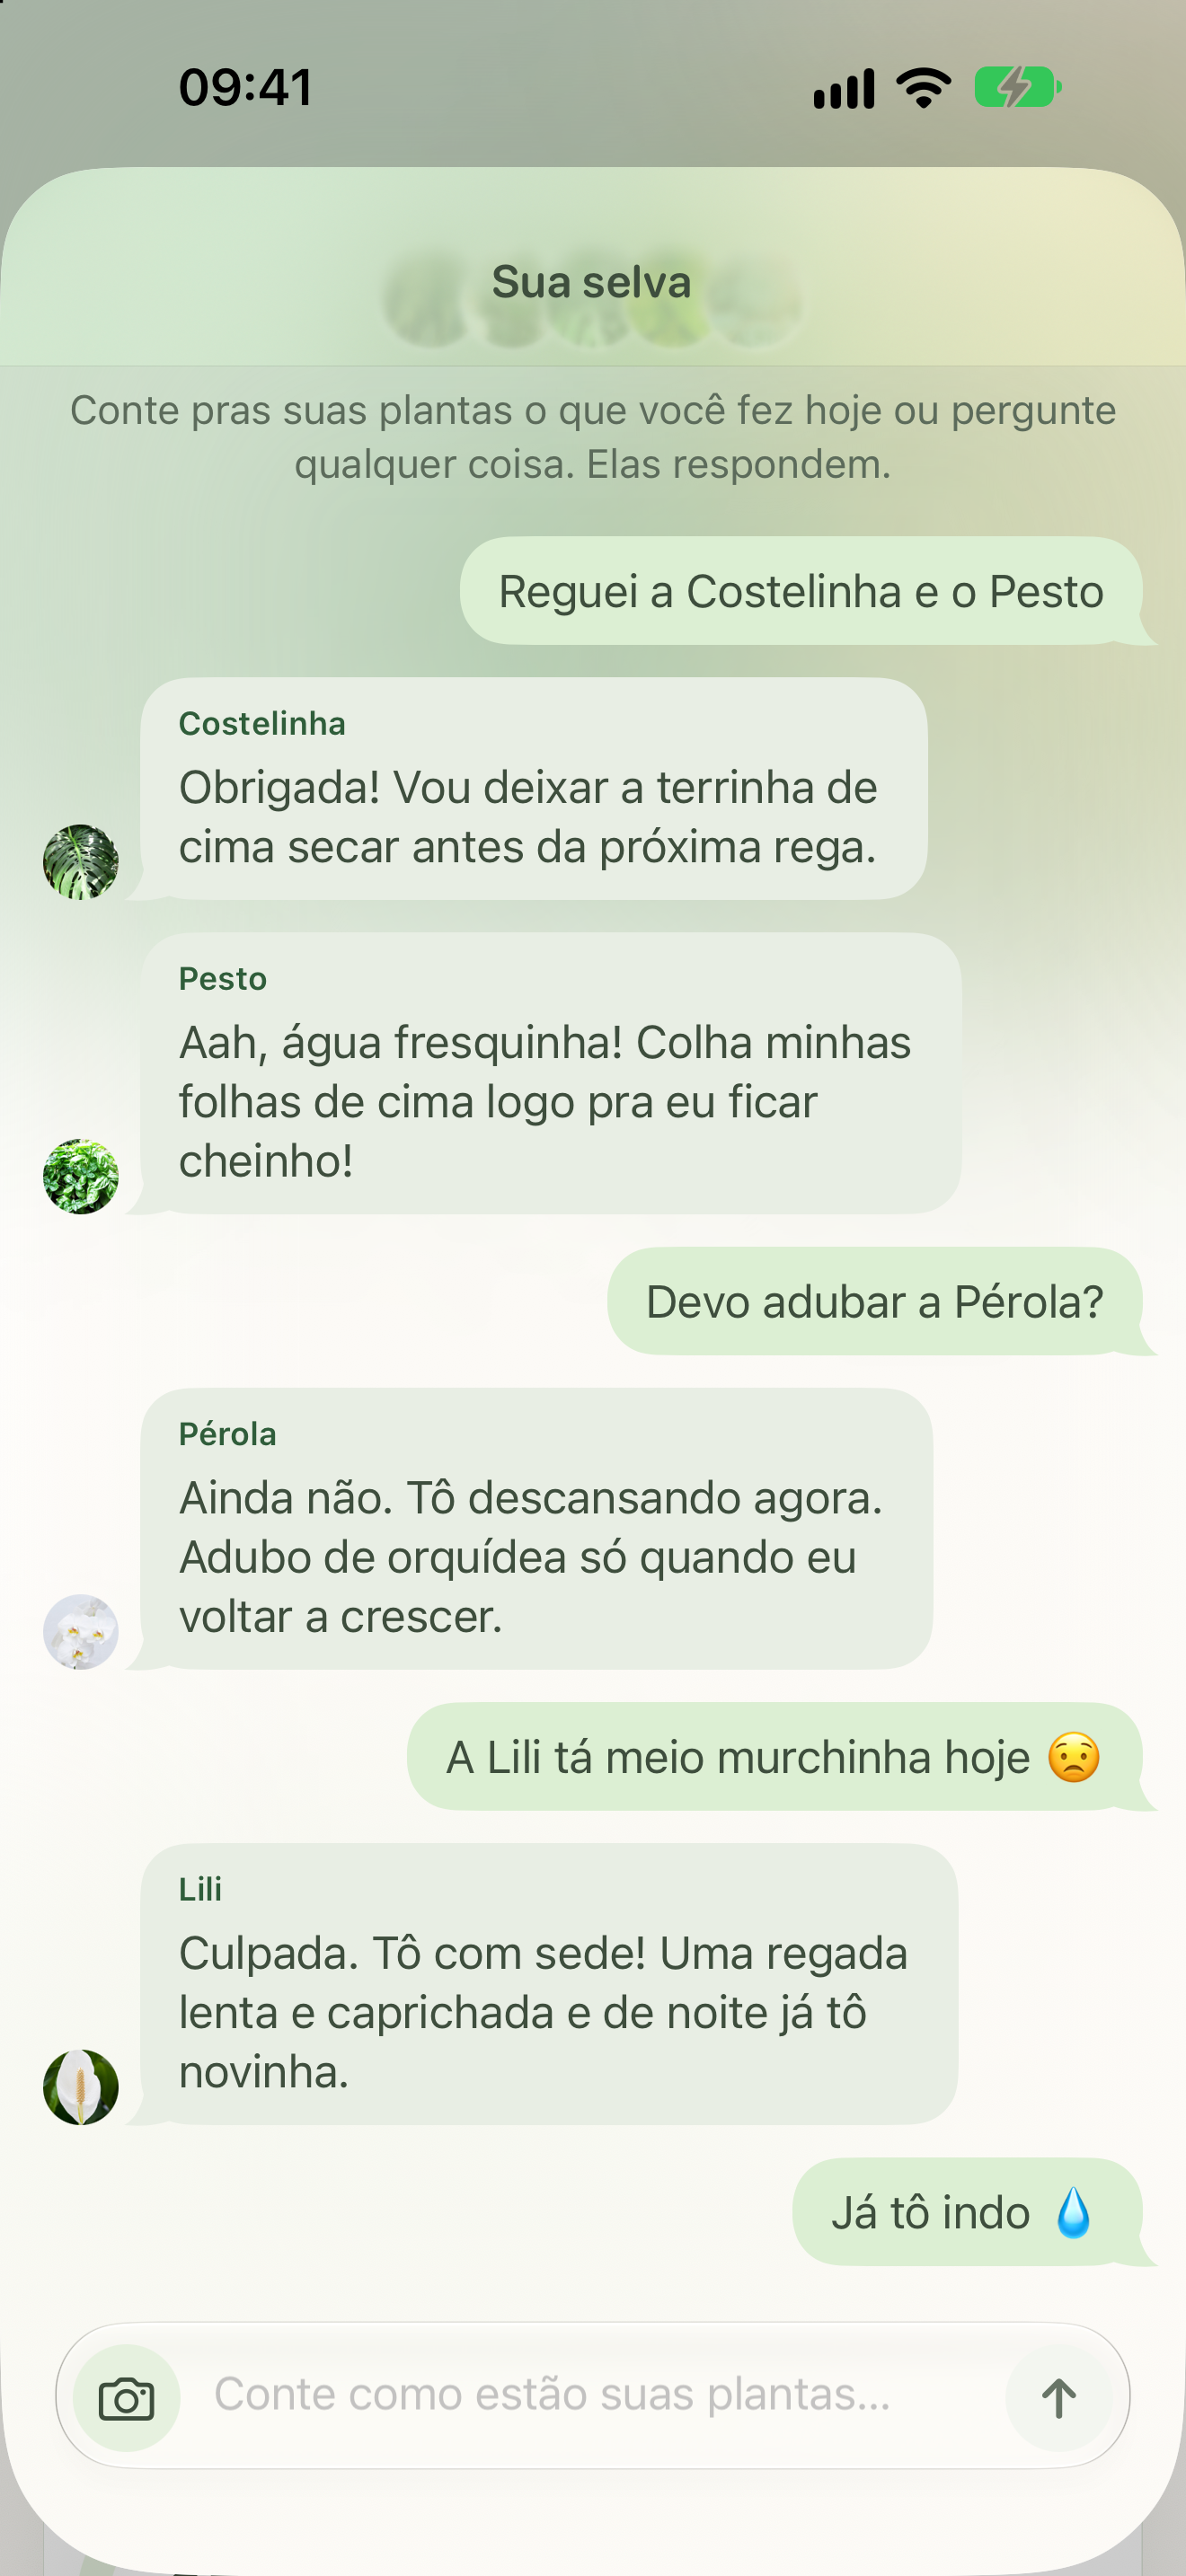 09:41
Sua selva
Conte pras suas plantas o que você fez hoje ou pergunte
qualquer coisa. Elas respondem.
Reguei a Costelinha e o Pesto
Costelinha
Obrigada! Vou deixar a terrinha de
cima secar antes da próxima rega.
Pesto
Aah, água fresquinha! Colha minhas
folhas de cima logo pra eu ficar
cheinho!
Devo adubar a Pérola?
Pérola
Ainda não. Tô descansando agora.
Adubo de orquídea só quando eu
voltar a crescer.
A Lili tá meio murchinha hoje 😟
Lili
Culpada. Tô com sede! Uma regada
lenta e caprichada e de noite já tô
novinha.
Já tô indo 💧
Conte como estão suas plantas...